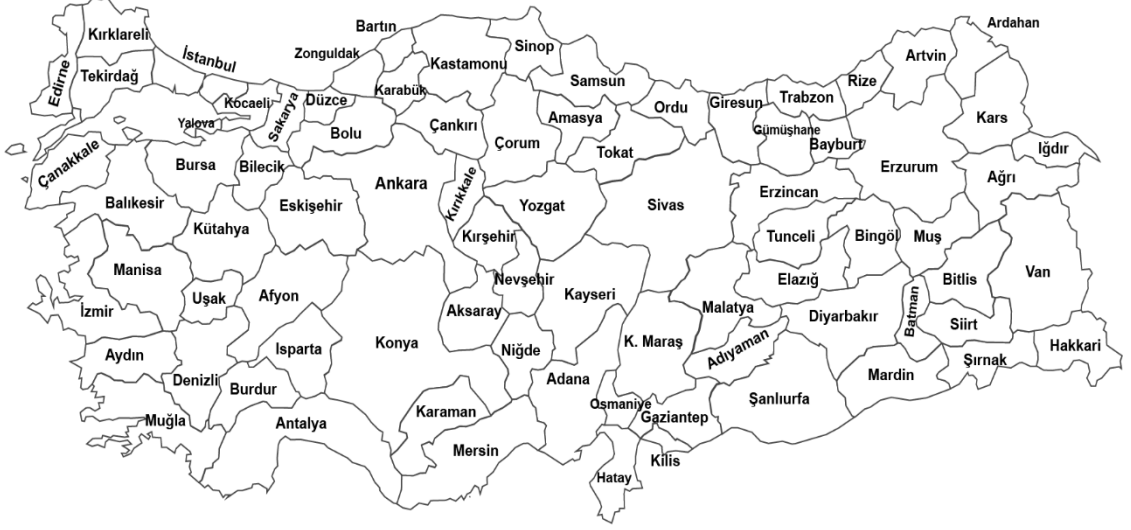 Bartın
Ardahan
Kırklareli
Sinop
Artvin
İstanbul
Zonguldak
Kastamonu
Edirne
Tekirdağ
Samsun
Rize
Karabük
Trabzon
Kocaeli
Düzce
Ordu
Giresun
Sakarya
Yalova
Bolu
Çankırı
Amasya
Kars
Gümüşhane
Çorum
Bayburt
Iğdır
Çanakkale
Bursa
Bilecik
Tokat
Erzurum
Ağrı
Ankara
Kırıkkale
Erzincan
Balıkesir
Eskişehir
Yozgat
Sivas
Kütahya
Kırşehir
Tunceli
Bingöl
Muş
Manisa
Nevşehir
Elazığ
Bitlis
Van
Uşak
Afyon
Kayseri
İzmir
Aksaray
Malatya
Diyarbakır
Batman
Siirt
Konya
K. Maraş
Aydın
Isparta
Niğde
Adıyaman
Hakkari
Şırnak
Denizli
Burdur
Adana
Mardin
Şanlıurfa
Osmaniye
Karaman
Gaziantep
Muğla
Antalya
Mersin
Kilis
Hatay